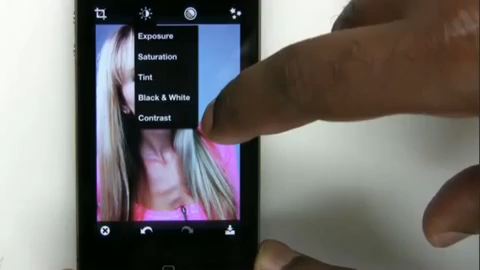 Exposure
Saturation
Tint
Black & White
Contrast